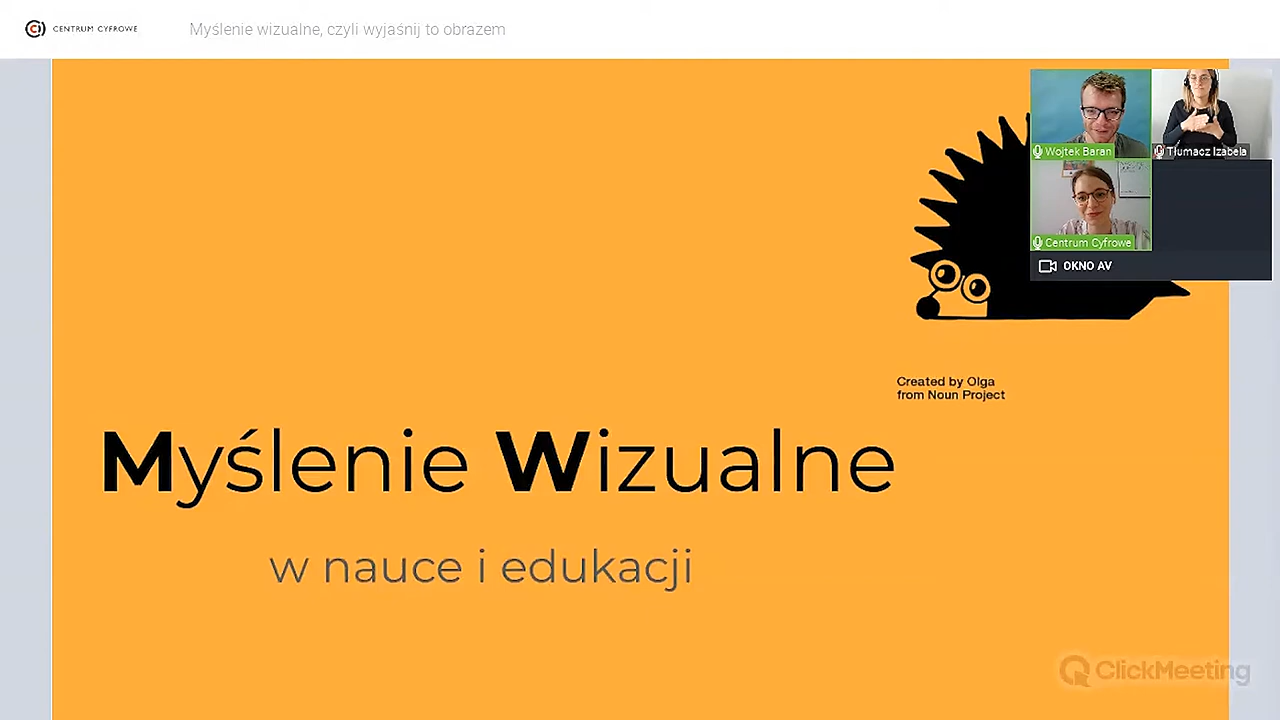 CENTRUM CYFROWE
Myślenie wizualne, czyli wyjaśnij to obrazem
Wojtek Baran
Tłumacz Izabela
Centrum Cyfrowe
OKNO AV
Created by Olga
from Noun Project
Myślenie Wizualne
w nauce i edukacji
ClickMeeting